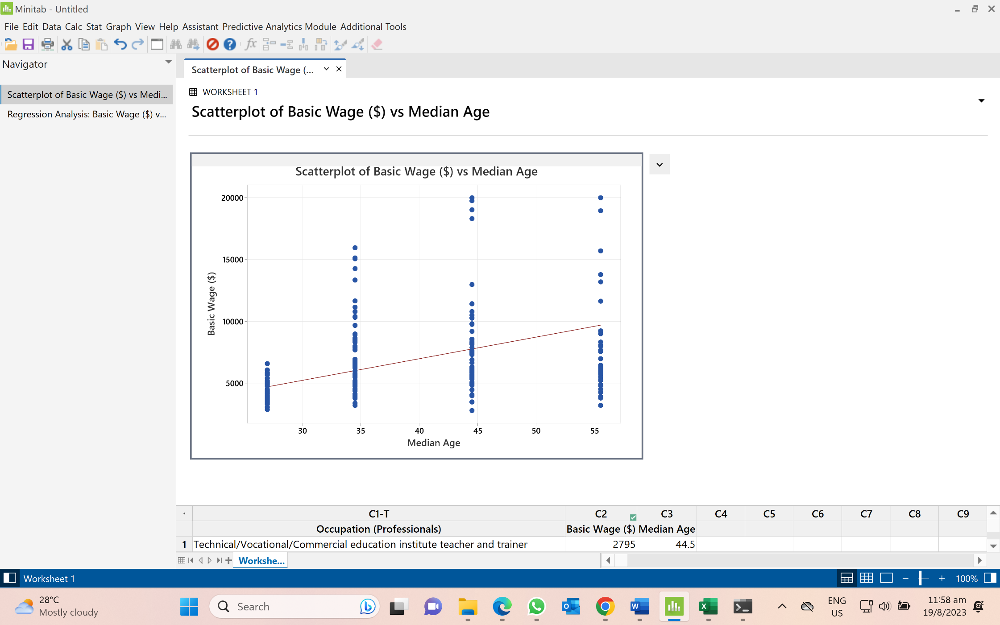 Minitab - Untitled
File Edit Data Calc Stat Graph View Help Assistant Predictive Analytics Module Additional Tools
Navigator
Scatterplot of Basic Wage ($) vs Medi...
Regression Analysis: Basic Wage ($) v...
Scatterplot of Basic Wage (...
WORKSHEET 1
Scatterplot of Basic Wage ($) vs Median Age
Scatterplot of Basic Wage ($) vs Median Age
20000
15000
10000
5000
Basic Wage ($)
30 35 40 45 50 55
Median Age
C1-T C2 C3 C4 C5 C6 C7 C8 C9
Occupation (Professionals) Basic Wage ($) Median Age
1 Technical/Vocational/Commercial education institute teacher and trainer 2795 44.5
Workshe...
Worksheet 1 100%
28°C
Mostly cloudy
Search
ENG
US
11:58 am
19/8/2023